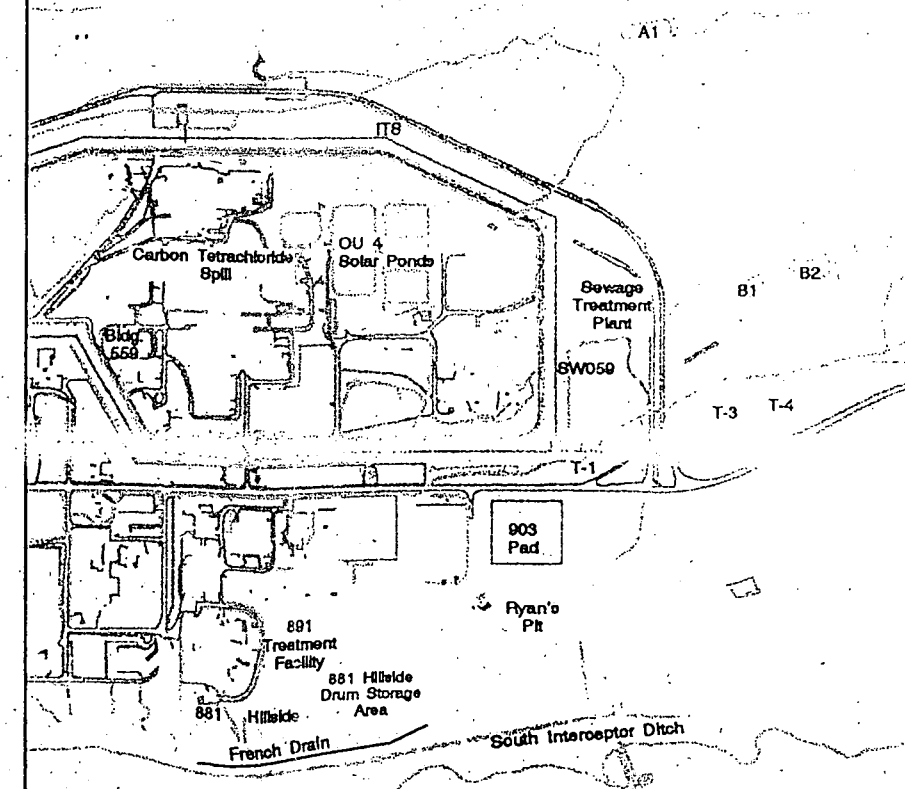 A1
IT8
OU 4
Solar Ponds
Carbon Tetrachloride
Spill
B1
B2
Sewage
Treatment
Plant
Bldg.
559
SW059
T-3
T-4
T-1
903
Pad
Ryan's
Pit
891
Treatment
Facility
881 Hillside
Drum Storage
Area
881 Hillside
French Drain
South Interceptor Ditch